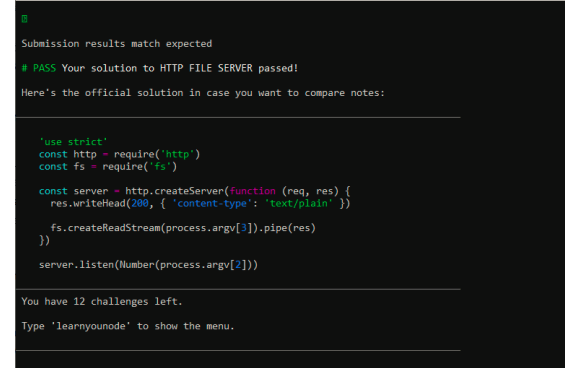 Submission results match expected
# PASS Your solution to HTTP FILE SERVER passed!
Here's the official solution in case you want to compare notes:
'use strict'
const http = require('http')
const fs = require('fs')
const server = http.createServer(function (req, res) {
res.writeHead(200, { 'content-type': 'text/plain' })
fs.createReadStream(process.argv[3]).pipe(res)
})
server.listen(Number(process.argv[2]))
You have 12 challenges left.
Type 'learnyounode' to show the menu.